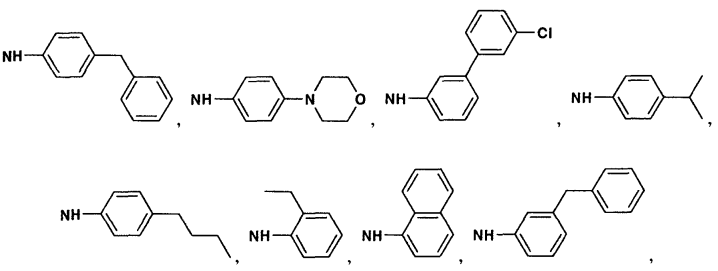 NH , NH N O , NH Cl , NH ,
NH , NH , NH , NH ,